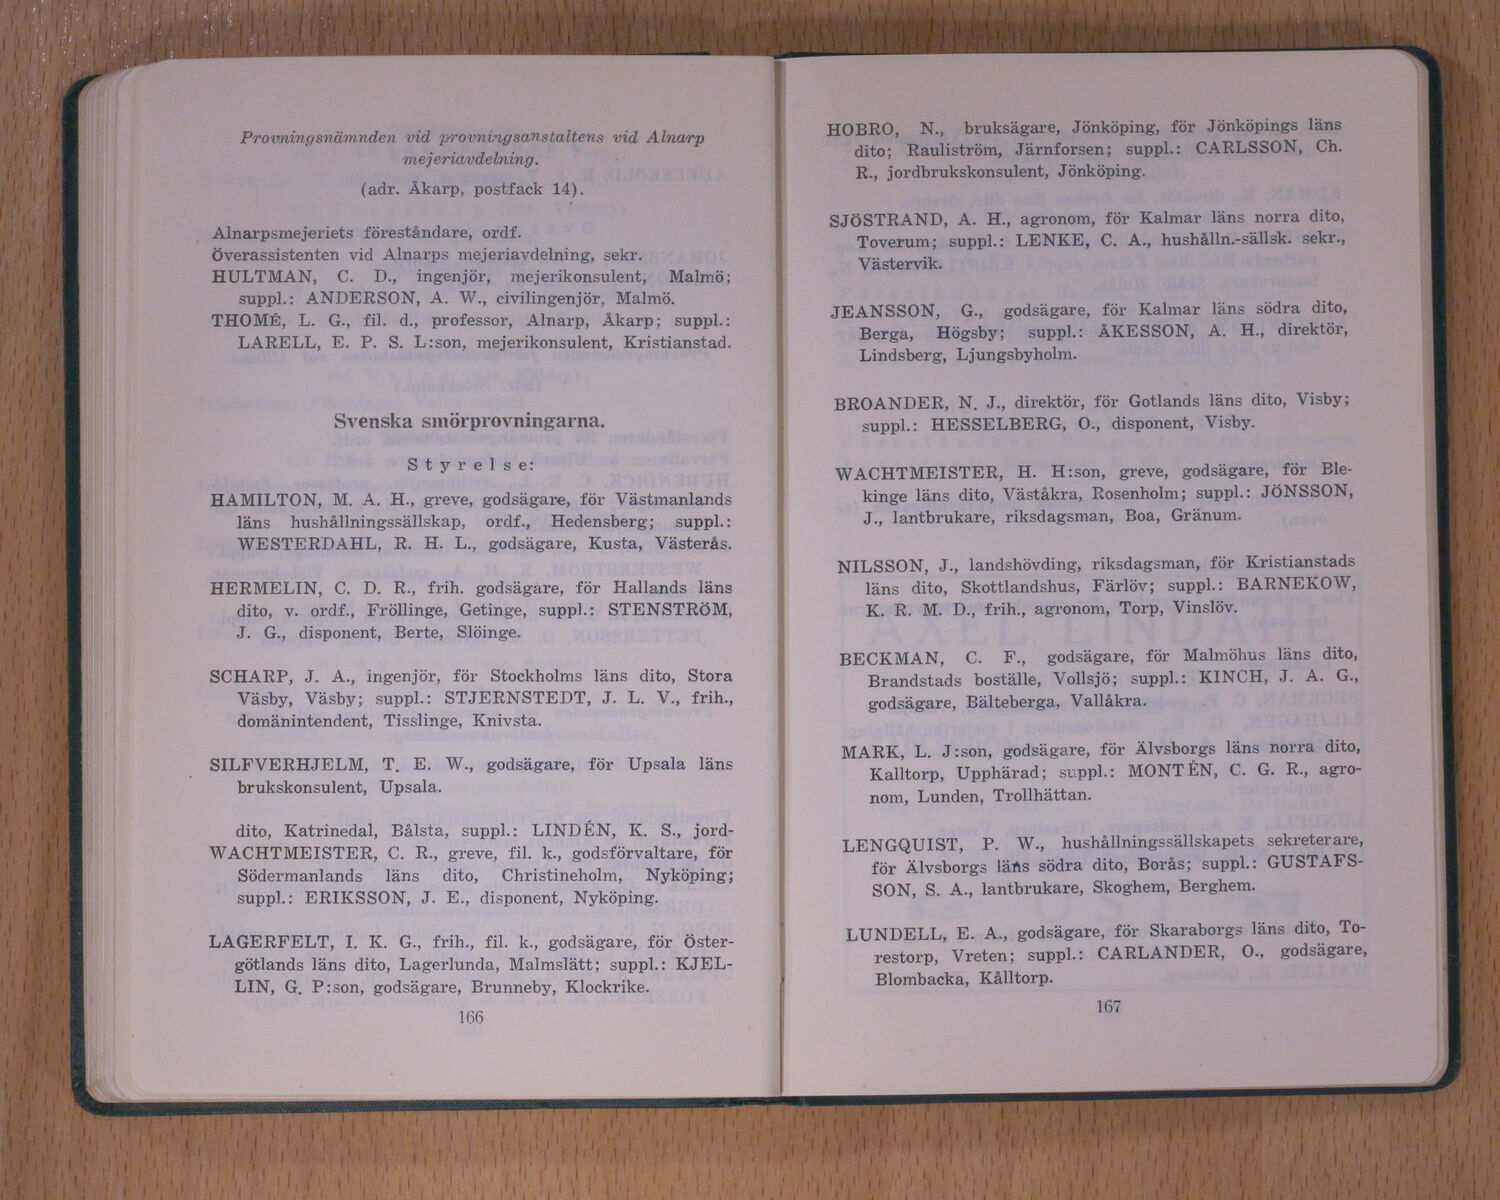 Provningsnämnden vid provningsanstaltens vid Alnarp
mejeriavdelning.
(adr. Åkarp, postfack 14).
Alnarpsmejeriets föreståndare, ordf.
Överassistenten vid Alnarps mejeriavdelning, sekr.
HULTMAN, C. D., ingenjör, mejerikonsulent, Malmö;
suppl.: ANDERSON, A. W., civilingenjör, Malmö.
THOMÉ, L. G., fil. d., professor, Alnarp, Åkarp; suppl.:
LARELL, E. P. S. L:son, mejerikonsulent, Kristianstad.
Svenska smörprovningarna.
Styrelse:
HAMILTON, M. A. H., greve, godsägare, för Västmanlands
läns hushållningssällskap, ordf., Hedensberg; suppl.:
WESTERDAHL, R. H. L., godsägare, Kusta, Västerås.
HERMELIN, C. D. R., frih. godsägare, för Hallands läns
dito, v. ordf., Fröllinge, Getinge, suppl.: STENSTRÖM,
J. G., disponent, Berte, Slöinge.
SCHARP, J. A., ingenjör, för Stockholms läns dito, Stora
Väsby, Väsby; suppl.: STJERNSTEDT, J. L. V., frih.,
domänintendent, Tisslinge, Knivsta.
SILFVERHJELM, T. E. W., godsägare, för Upsala läns
brukskonsulent, Upsala.
dito, Katrinedal, Bålsta, suppl.: LINDÉN, K. S., jord-
WACHTMEISTER, C. R., greve, fil. k., godsförvaltare, för
Södermanlands läns dito, Christineholm, Nyköping;
suppl.: ERIKSSON, J. E., disponent, Nyköping.
LAGERFELT, I. K. G., frih., fil. k., godsägare, för Öster-
götlands läns dito, Lagerlunda, Malmslätt; suppl.: KJEL-
LIN, G. P:son, godsägare, Brunneby, Klockrike.
166
HOBRO, N., bruksägare, Jönköping, för Jönköpings läns
dito; Rauliström, Järnforsen; suppl.: CARLSSON, Ch.
R., jordbrukskonsulent, Jönköping.
SJÖSTRAND, A. H., agronom, för Kalmar läns norra dito,
Toverum; suppl.: LENKE, C. A., hushålln.-sällsk. sekr.,
Västervik.
JEANSSON, G., godsägare, för Kalmar läns södra dito,
Berga, Högsby; suppl.: ÅKESSON, A. H., direktör,
Lindsberg, Ljungsbyholm.
BROANDER, N. J., direktör, för Gotlands läns dito, Visby;
suppl.: HESSELBERG, O., disponent, Visby.
WACHTMEISTER, H. H:son, greve, godsägare, för Ble-
kinge läns dito, Väståkra, Rosenholm; suppl.: JÖNSSON,
J., lantbrukare, riksdagsman, Boa, Gränum.
NILSSON, J., landshövding, riksdagsman, för Kristianstads
läns dito, Skottlandshus, Färlöv; suppl.: BARNEKOW,
K. R. M. D., frih., agronom, Torp, Vinslöv.
BECKMAN, C. F., godsägare, för Malmöhus läns dito,
Brandstads boställe, Vollsjö; suppl.: KINCH, J. A. G.,
godsägare, Bälteberga, Vallåkra.
MARK, L. J:son, godsägare, för Älvsborgs läns norra dito,
Kalltorp, Upphärad; suppl.: MONTÉN, C. G. R., agro-
nom, Lunden, Trollhättan.
LENGQUIST, P. W., hushållningssällskapets sekreterare,
för Älvsborgs läns södra dito, Borås; suppl.: GUSTAFS-
SON, S. A., lantbrukare, Skoghem, Berghem.
LUNDELL, E. A., godsägare, för Skaraborgs läns dito, To-
restorp, Vreten; suppl.: CARLANDER, O., godsägare,
Blombacka, Kålltorp.
167